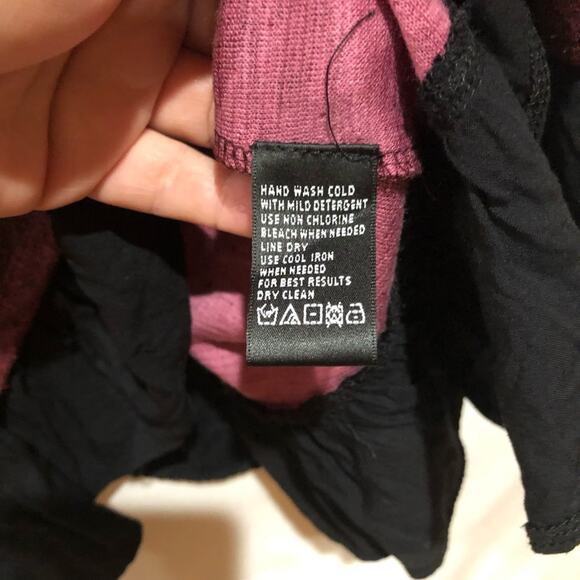 HAND WASH COLD
WITH MILD DETERGENT
USE NON CHLORINE
BLEACH WHEN NEEDED
LINE DRY
USE COOL IRON
WHEN NEEDED
FOR BEST RESULTS
DRY CLEAN